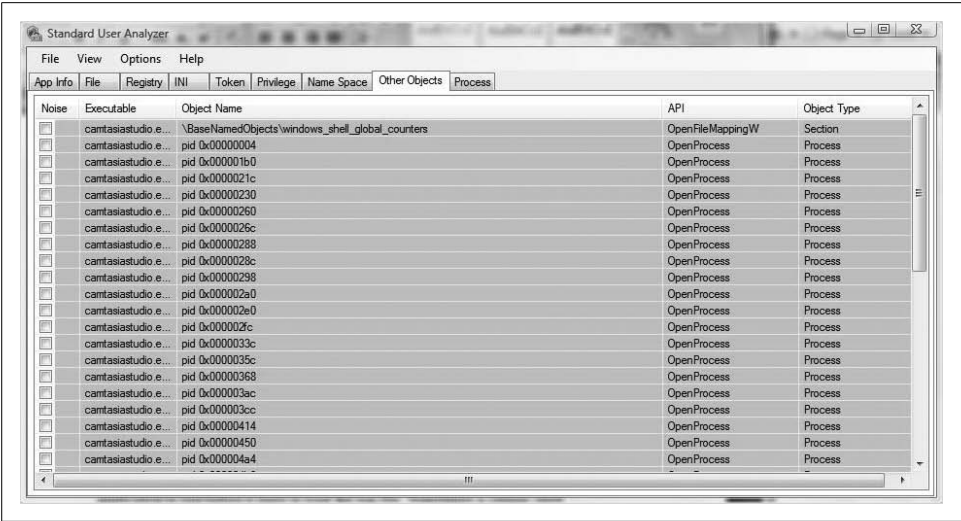 Standard User Analyzer
File View Options Help
App Info File Registry INI Token Privilege Name Space Other Objects Process
Noise Executable Object Name API Object Type
camtasiastudio.e... \BaseNamedObjects\windows_shell_global_counters OpenFileMappingW Section
camtasiastudio.e... pid 0x00000004 OpenProcess Process
camtasiastudio.e... pid 0x000001b0 OpenProcess Process
camtasiastudio.e... pid 0x0000021c OpenProcess Process
camtasiastudio.e... pid 0x00000230 OpenProcess Process
camtasiastudio.e... pid 0x00000260 OpenProcess Process
camtasiastudio.e... pid 0x0000026c OpenProcess Process
camtasiastudio.e... pid 0x00000288 OpenProcess Process
camtasiastudio.e... pid 0x0000028c OpenProcess Process
camtasiastudio.e... pid 0x00000298 OpenProcess Process
camtasiastudio.e... pid 0x000002a0 OpenProcess Process
camtasiastudio.e... pid 0x000002e0 OpenProcess Process
camtasiastudio.e... pid 0x000002fc OpenProcess Process
camtasiastudio.e... pid 0x0000033c OpenProcess Process
camtasiastudio.e... pid 0x0000035c OpenProcess Process
camtasiastudio.e... pid 0x00000368 OpenProcess Process
camtasiastudio.e... pid 0x000003ac OpenProcess Process
camtasiastudio.e... pid 0x000003cc OpenProcess Process
camtasiastudio.e... pid 0x00000414 OpenProcess Process
camtasiastudio.e... pid 0x00000450 OpenProcess Process
camtasiastudio.e... pid 0x000004a4 OpenProcess Process